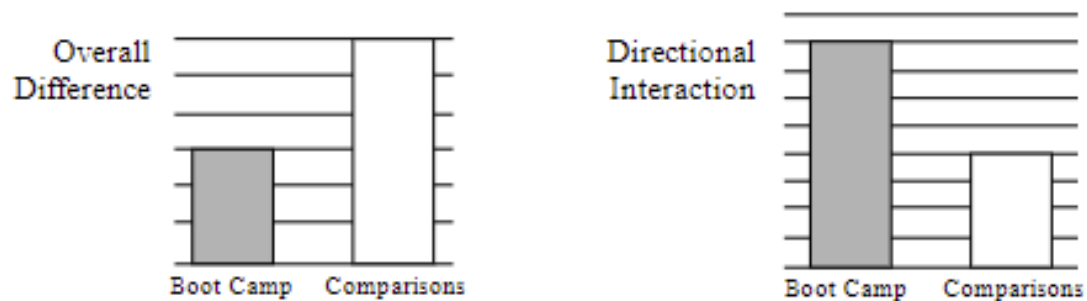 Overall
Difference
Boot Camp Comparisons
Directional
Interaction
Boot Camp Comparisons